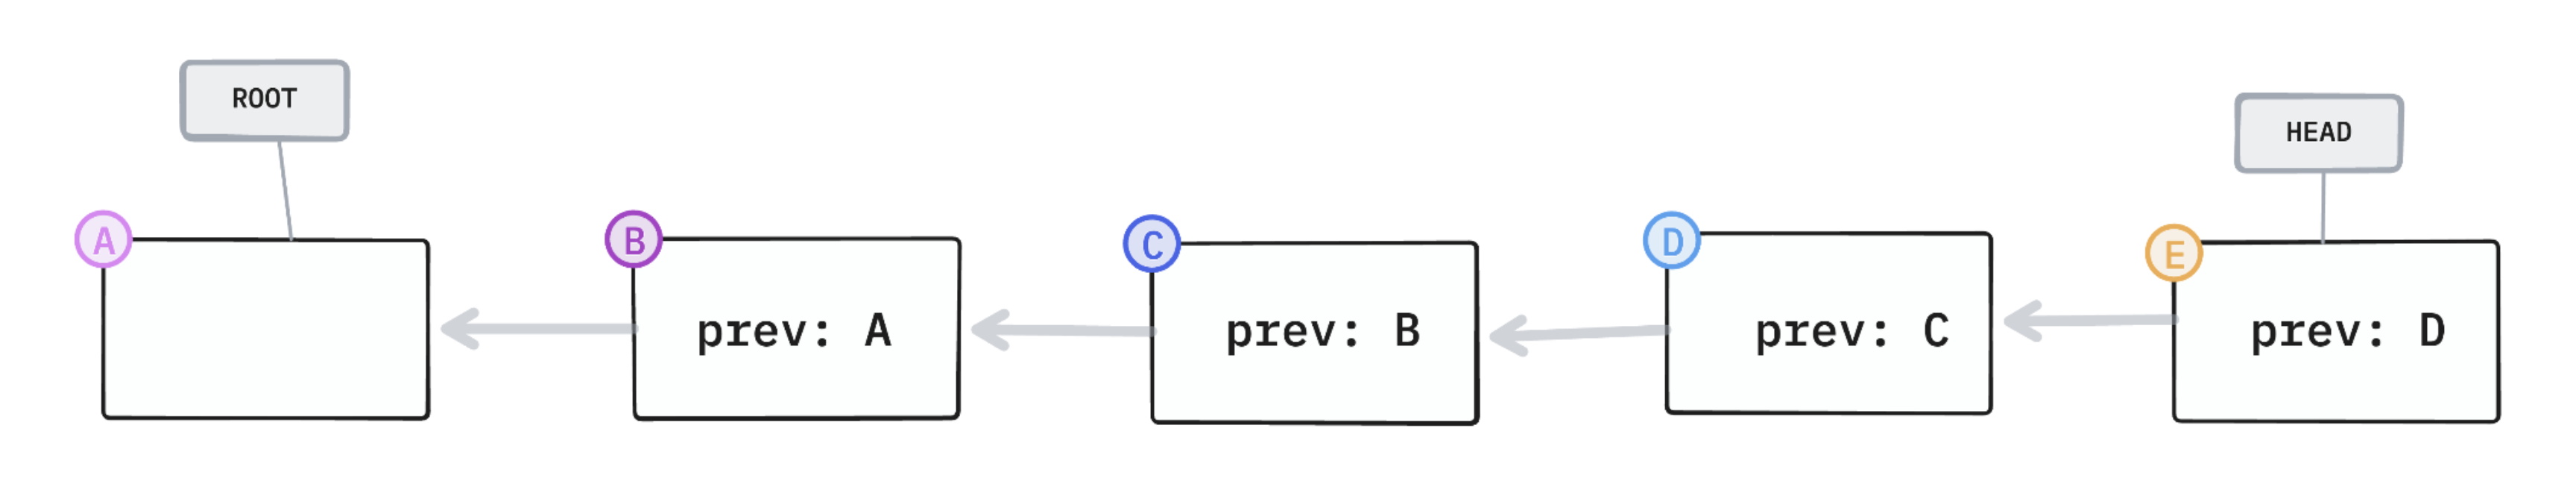 ROOT
HEAD
A
B
C
D
E
prev: A
prev: B
prev: C
prev: D